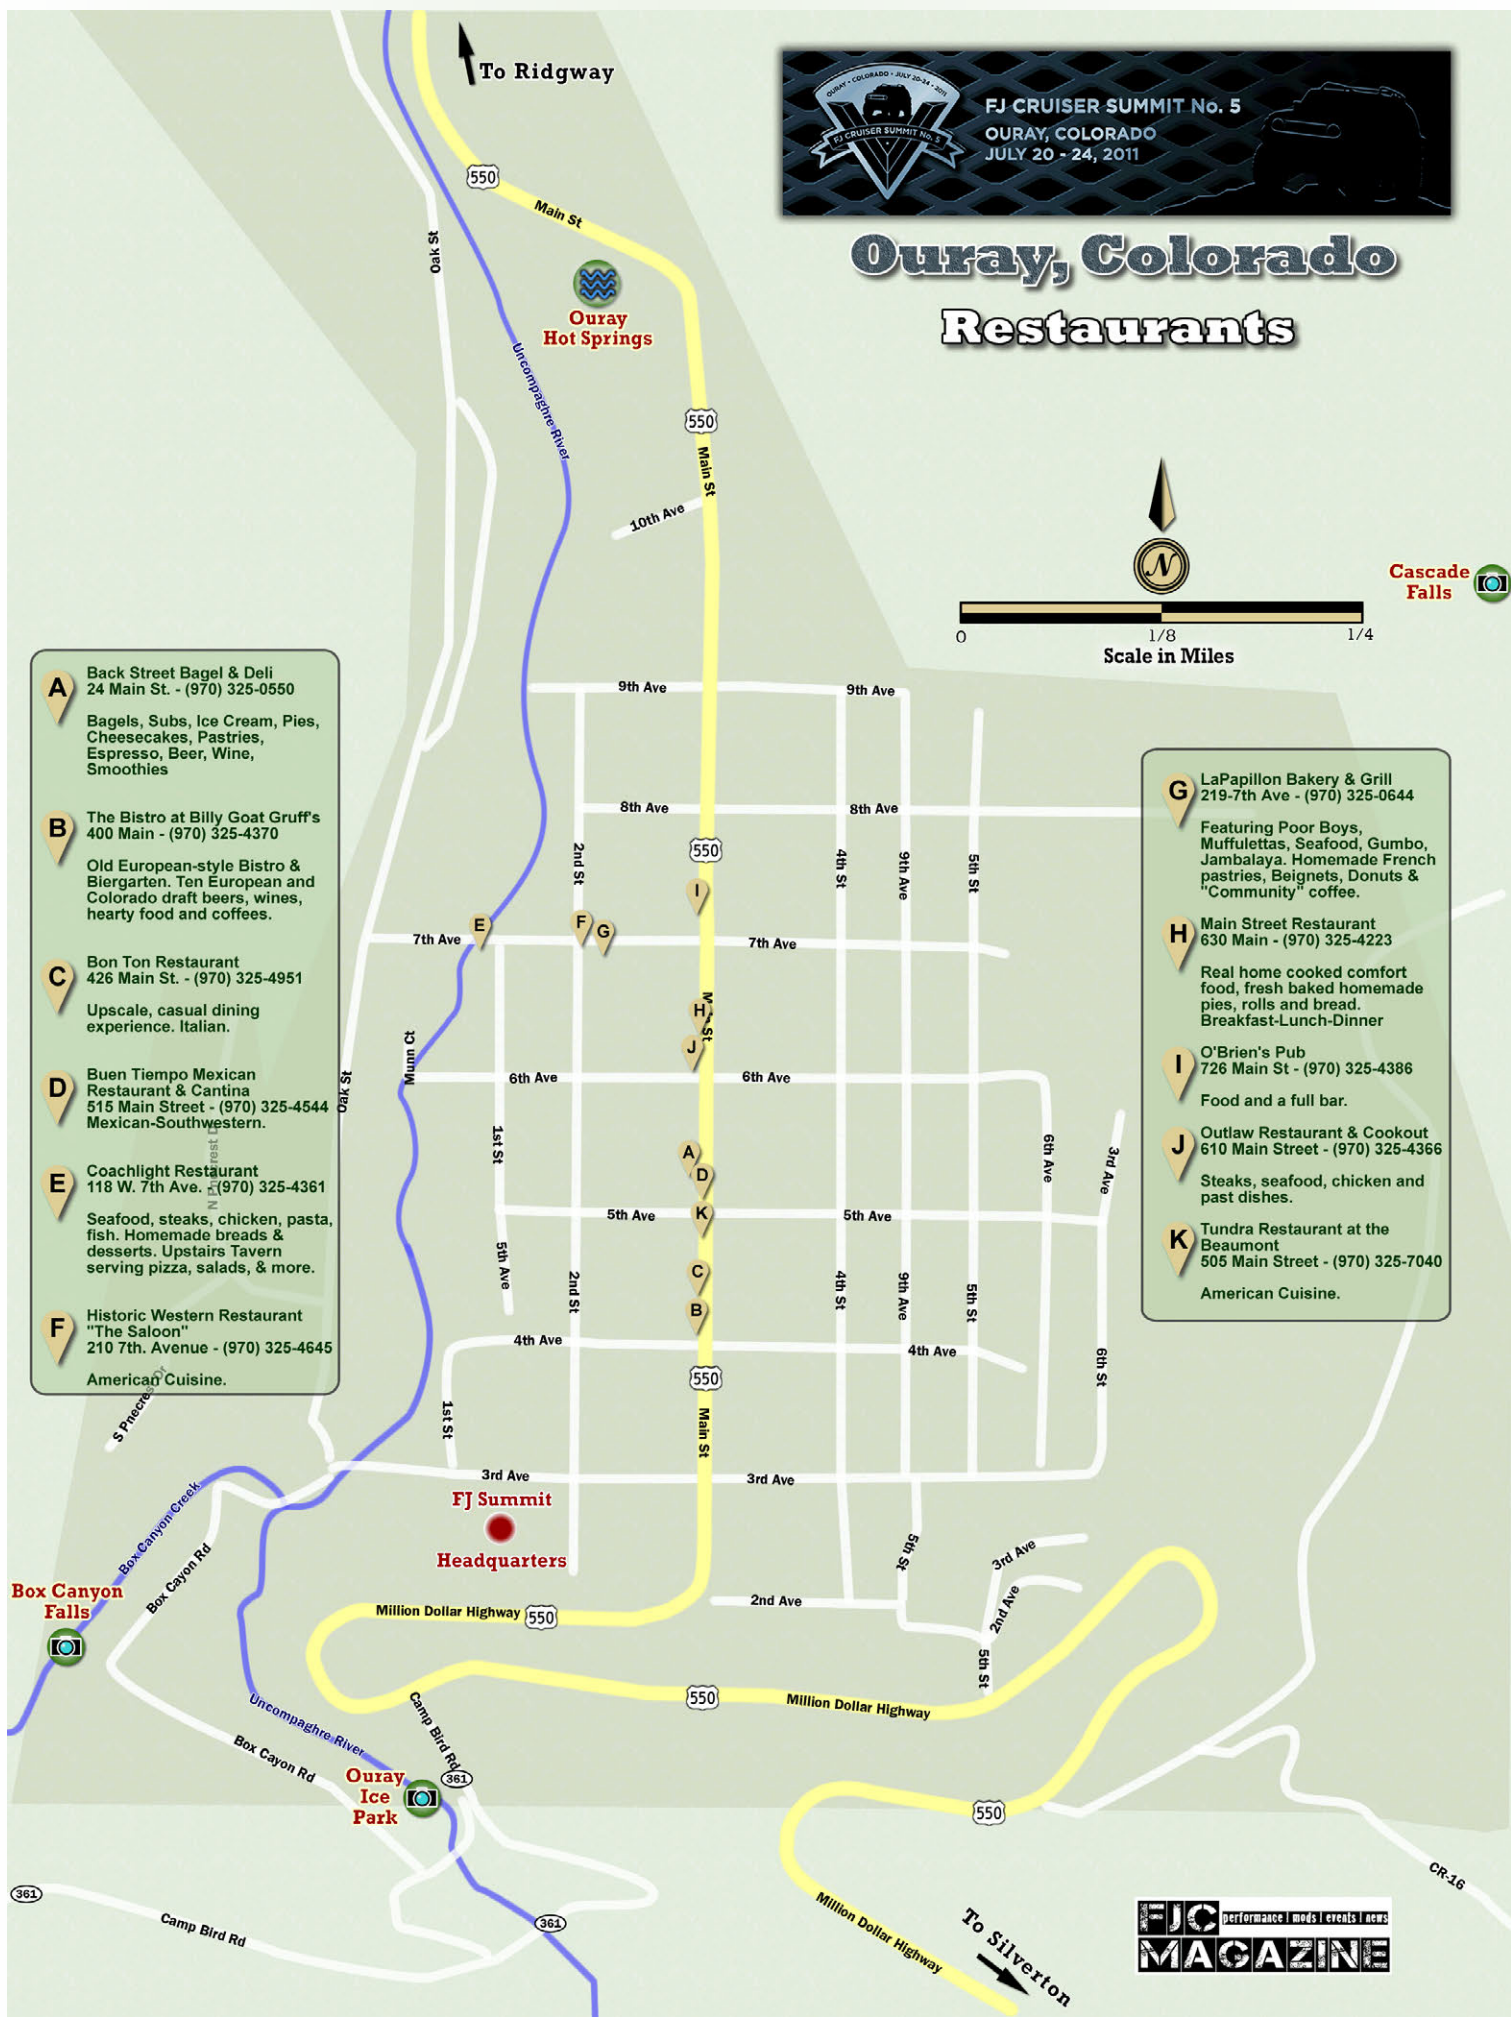 To Ridgway
OURAY • COLORADO • JULY 20-24 • 2011
FJ CRUISER SUMMIT No. 5
FJ CRUISER SUMMIT No. 5
OURAY, COLORADO
JULY 20 - 24, 2011
Ouray, Colorado
Restaurants
550
Main St
Oak St
Ouray
Hot Springs
Uncompaghre River
550
Main St
10th Ave
N
Cascade
Falls
0
1/8
1/4
Scale in Miles
A
Back Street Bagel & Deli
24 Main St. - (970) 325-0550
Bagels, Subs, Ice Cream, Pies,
Cheesecakes, Pastries,
Espresso, Beer, Wine,
Smoothies
B
The Bistro at Billy Goat Gruff's
400 Main - (970) 325-4370
Old European-style Bistro &
Biergarten. Ten European and
Colorado draft beers, wines,
hearty food and coffees.
C
Bon Ton Restaurant
426 Main St. - (970) 325-4951
Upscale, casual dining
experience. Italian.
D
Buen Tiempo Mexican
Restaurant & Cantina
515 Main Street - (970) 325-4544
Mexican-Southwestern.
E
Coachlight Restaurant
118 W. 7th Ave. - (970) 325-4361
Seafood, steaks, chicken, pasta,
fish. Homemade breads &
desserts. Upstairs Tavern
serving pizza, salads, & more.
F
Historic Western Restaurant
"The Saloon"
210 7th. Avenue - (970) 325-4645
American Cuisine.
S Pnecrest Dr
9th Ave
9th Ave
8th Ave
8th Ave
2nd St
550
4th St
9th Ave
5th St
I
E
F
G
7th Ave
7th Ave
H
St
J
Munn Ct
Oak St
6th Ave
6th Ave
1st St
A
D
6th Ave
3rd Ave
K
5th Ave
5th Ave
5th Ave
2nd St
C
B
4th St
9th Ave
5th St
4th Ave
4th Ave
6th St
550
1st St
Main St
3rd Ave
3rd Ave
G
LaPapillon Bakery & Grill
219-7th Ave - (970) 325-0644
Featuring Poor Boys,
Muffulettas, Seafood, Gumbo,
Jambalaya. Homemade French
pastries, Beignets, Donuts &
"Community" coffee.
H
Main Street Restaurant
630 Main - (970) 325-4223
Real home cooked comfort
food, fresh baked homemade
pies, rolls and bread.
Breakfast-Lunch-Dinner
I
O'Brien's Pub
726 Main St - (970) 325-4386
Food and a full bar.
J
Outlaw Restaurant & Cookout
610 Main Street - (970) 325-4366
Steaks, seafood, chicken and
past dishes.
K
Tundra Restaurant at the
Beaumont
505 Main Street - (970) 325-7040
American Cuisine.
FJ Summit
Headquarters
Box Canyon Creek
Box Cayon Rd
Box Canyon
Falls
5th St
3rd Ave
2nd Ave
2nd Ave
5th St
Million Dollar Highway
550
550
Million Dollar Highway
Uncompaghre River
Camp Bird Rd
Box Cayon Rd
361
Ouray
Ice
Park
550
361
Camp Bird Rd
361
Million Dollar Highway
To Silverton
CR-16
FJC
performance | mods | events | news
MAGAZINE